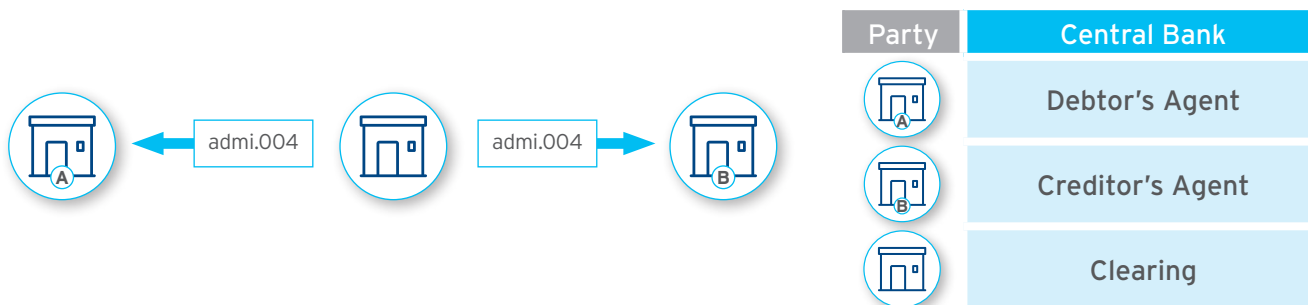 Party Central Bank
admi.004 admi.004
A B
A Debtor's Agent
B Creditor's Agent
Clearing